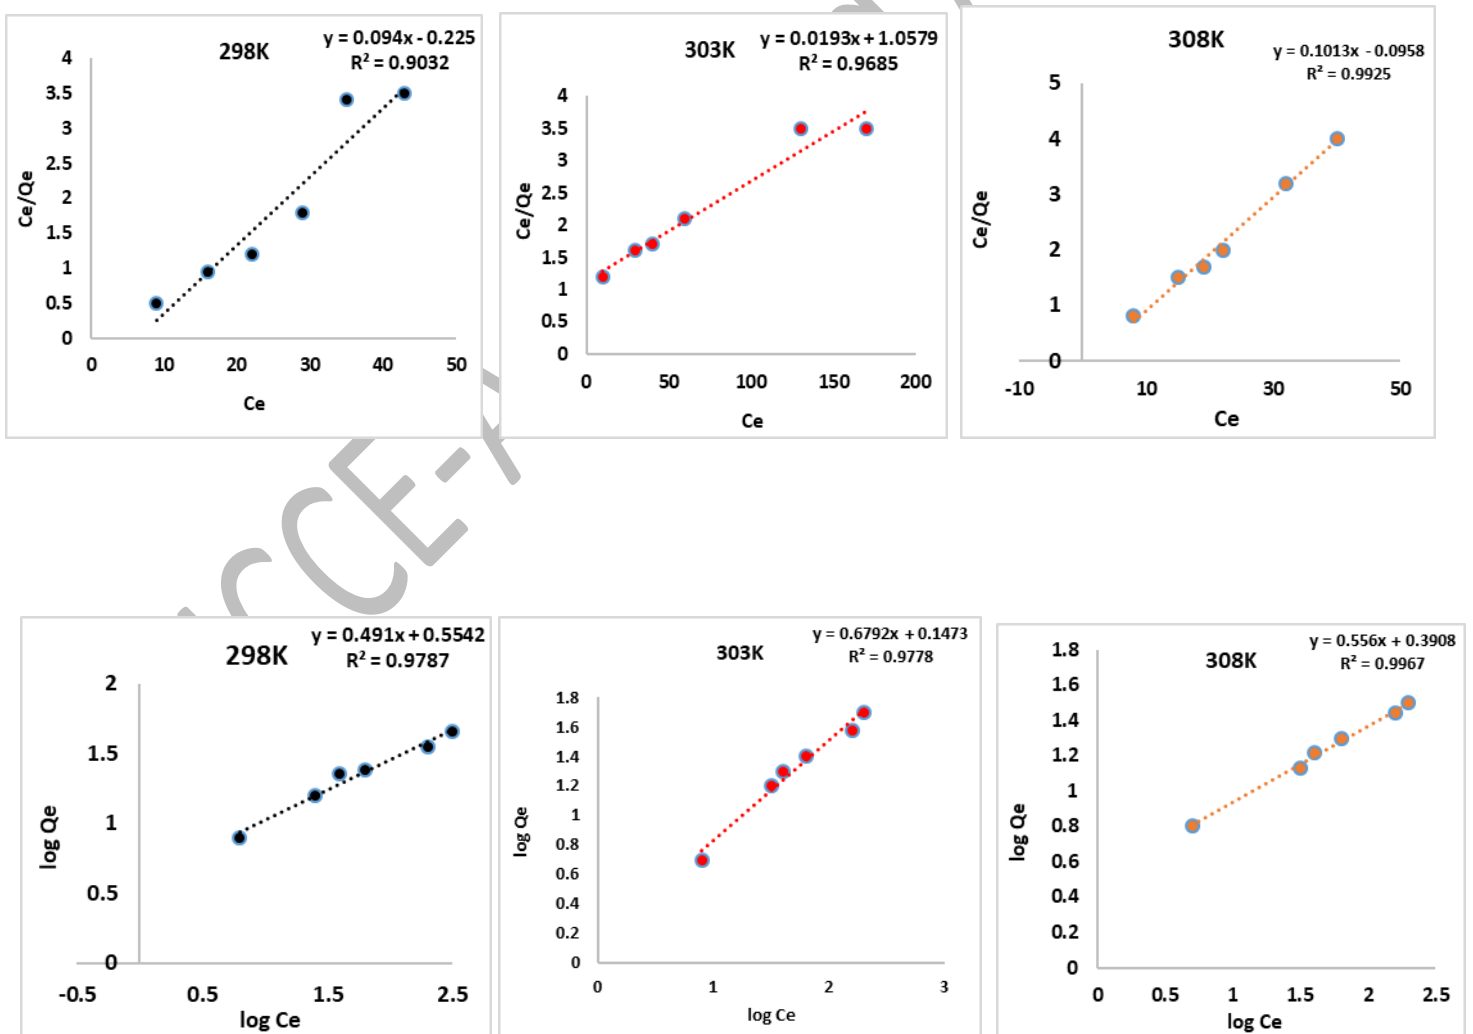 298K
y = 0.094x - 0.225
R² = 0.9032
4
3.5
3
2.5
2
1.5
1
0.5
0
Ce/Qe
0 10 20 30 40 50
Ce
303K
y = 0.0193x + 1.0579
R² = 0.9685
4
3.5
3
2.5
2
1.5
1
0.5
0
Ce/Qe
0 50 100 150 200
Ce
308K
y = 0.1013x - 0.0958
R² = 0.9925
5
4
3
2
1
0
Ce/Qe
-10 10 30 50
Ce
298K
y = 0.491x + 0.5542
R² = 0.9787
2
1.5
1
0.5
0
log Qe
-0.5 0.5 1.5 2.5
log Ce
303K
y = 0.6792x + 0.1473
R² = 0.9778
1.8
1.6
1.4
1.2
1
0.8
0.6
0.4
0.2
0
log Qe
0 1 2 3
log Ce
308K
y = 0.556x + 0.3908
R² = 0.9967
1.8
1.6
1.4
1.2
1
0.8
0.6
0.4
0.2
0
log Qe
0 0.5 1 1.5 2 2.5
log Ce